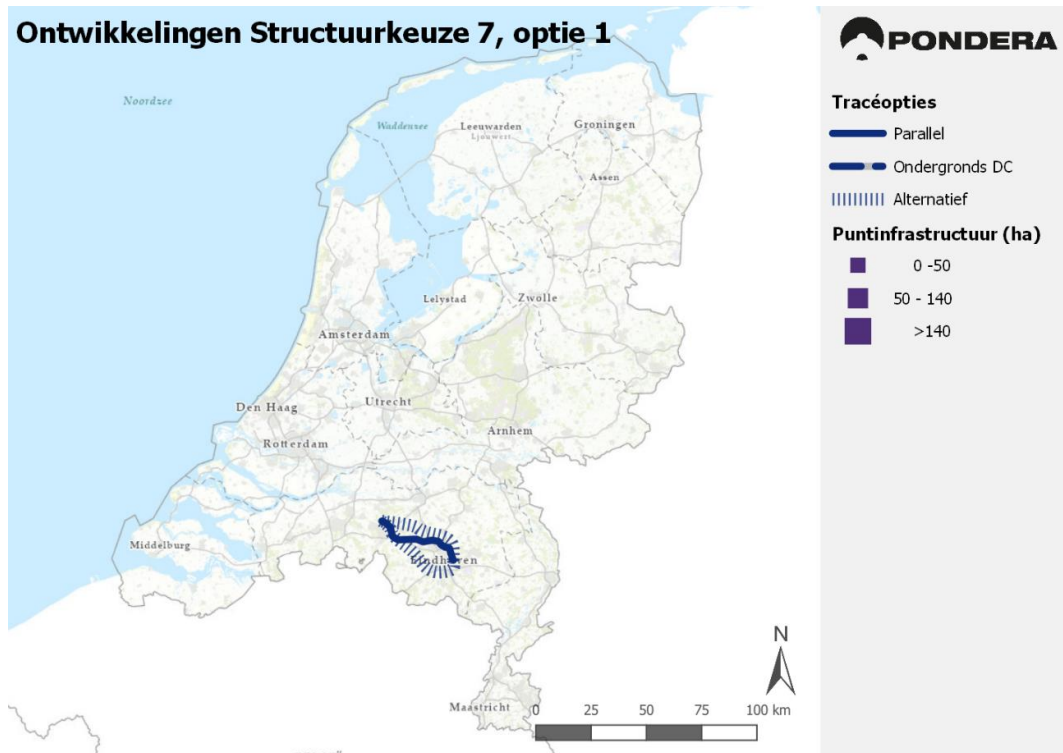 Ontwikkelingen Structuurkeuze 7, optie 1
PONDERA
Tracéopties
Parallel
Ondergronds DC
Alternatief
Puntinfrastructuur (ha)
0 -50
50 - 140
>140
Noordzee
Waddenzee
Leeuwarden
Ljouwert
Groningen
Assen
Lelystad
Zwolle
Amsterdam
Utrecht
Den Haag
Arnhem
Rotterdam
Middelburg
Eindhoven
Maastricht
N
0 25 50 75 100 km